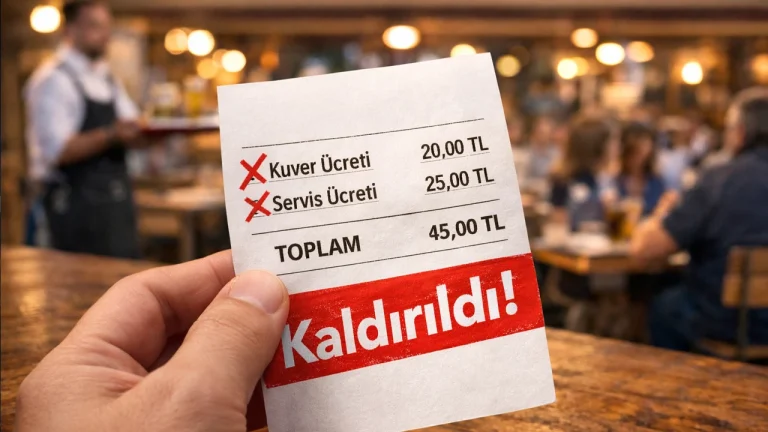 Kuver Ücreti 20,00 TL
Servis Ücreti 25,00 TL
TOPLAM 45,00 TL
Kaldırıldı!